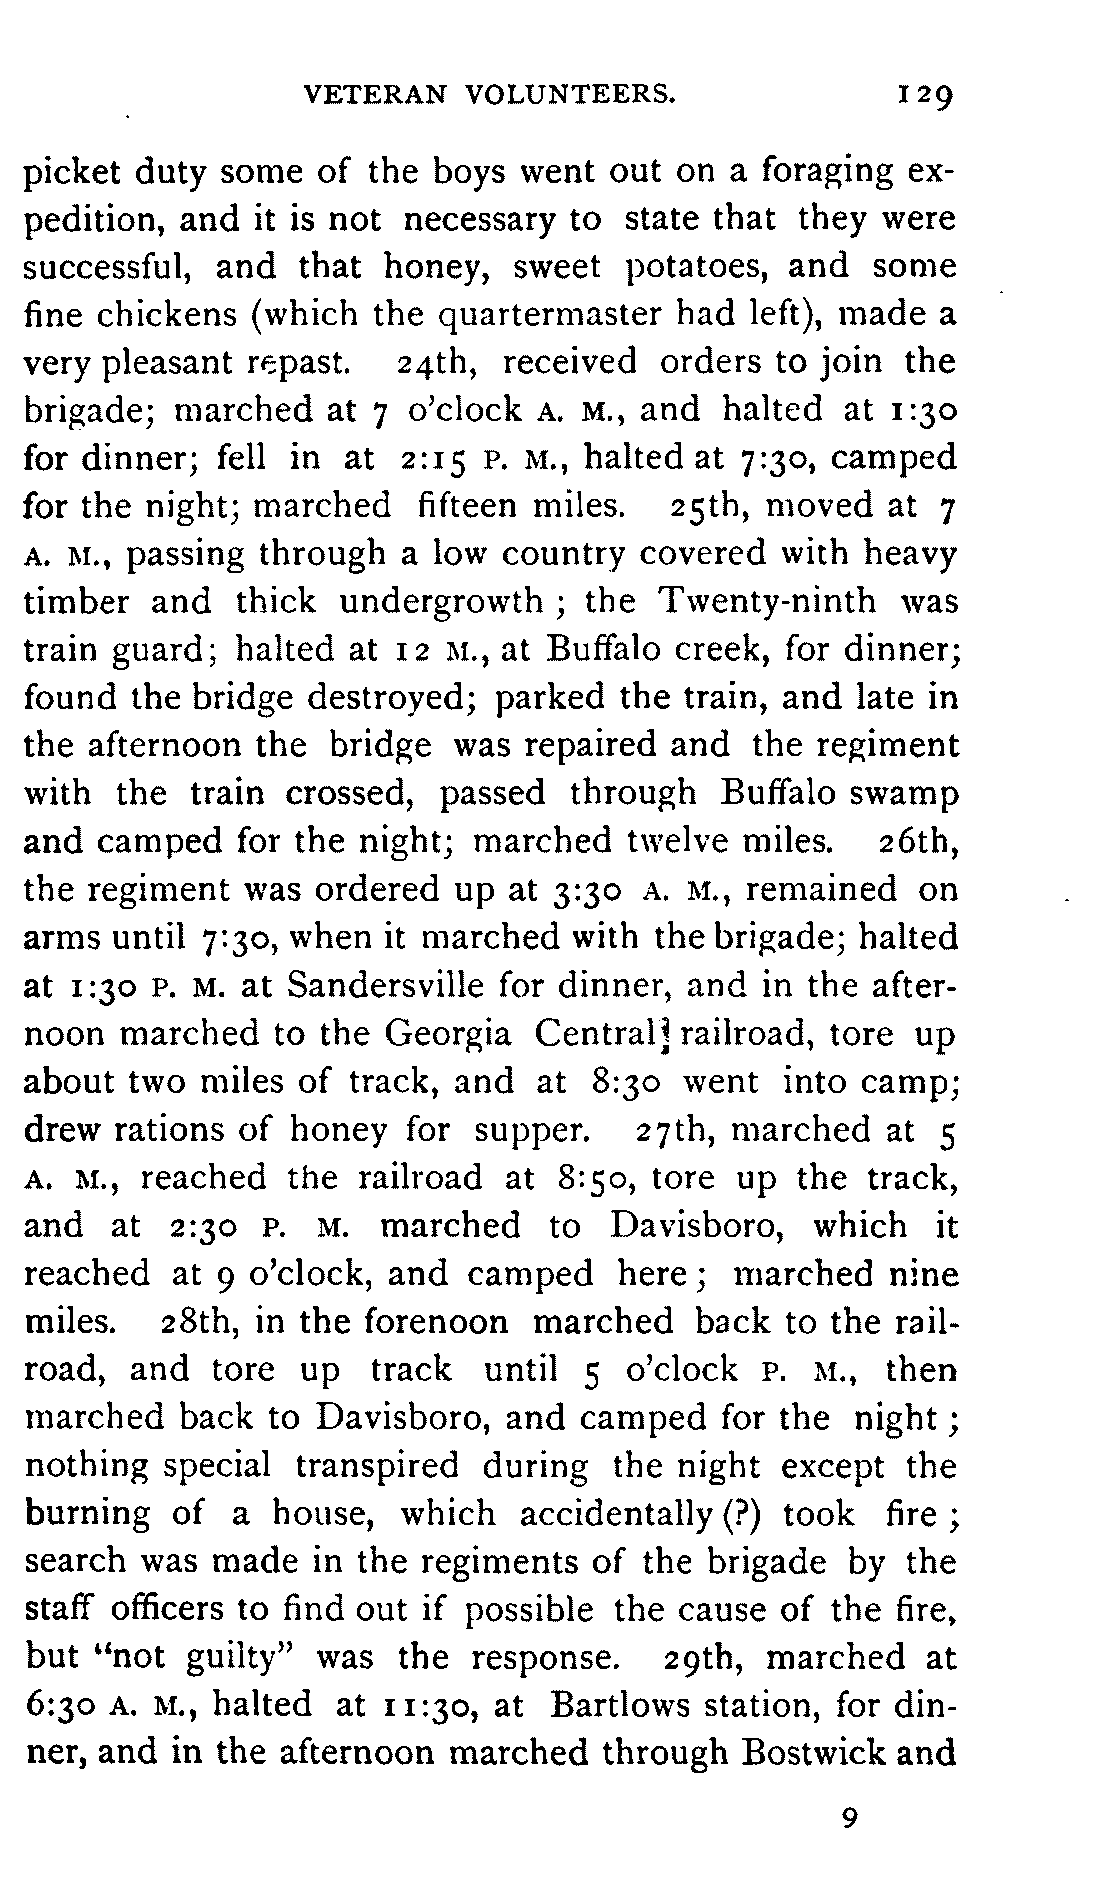 VETERAN VOLUNTEERS. 129
picket duty some of the boys went out on a foraging ex-
pedition, and it is not necessary to state that they were
successful, and that honey, sweet potatoes, and some
fine chickens (which the quartermaster had left), made a
very pleasant repast. 24th, received orders to join the
brigade; marched at 7 o'clock A. M., and halted at 1:30
for dinner; fell in at 2:15 P. M., halted at 7:30, camped
for the night; marched fifteen miles. 25th, moved at 7
A. M., passing through a low country covered with heavy
timber and thick undergrowth ; the Twenty-ninth was
train guard; halted at 12 M., at Buffalo creek, for dinner;
found the bridge destroyed; parked the train, and late in
the afternoon the bridge was repaired and the regiment
with the train crossed, passed through Buffalo swamp
and camped for the night; marched twelve miles. 26th,
the regiment was ordered up at 3:30 A. M., remained on
arms until 7:30, when it marched with the brigade; halted
at 1:30 P. M. at Sandersville for dinner, and in the after-
noon marched to the Georgia Central railroad, tore up
about two miles of track, and at 8:30 went into camp;
drew rations of honey for supper. 27th, marched at 5
A. M., reached the railroad at 8:50, tore up the track,
and at 2:30 P. M. marched to Davisboro, which it
reached at 9 o'clock, and camped here ; marched nine
miles. 28th, in the forenoon marched back to the rail-
road, and tore up track until 5 o'clock P. M., then
marched back to Davisboro, and camped for the night ;
nothing special transpired during the night except the
burning of a house, which accidentally (?) took fire ;
search was made in the regiments of the brigade by the
staff officers to find out if possible the cause of the fire,
but "not guilty" was the response. 29th, marched at
6:30 A. M., halted at 11:30, at Bartlows station, for din-
ner, and in the afternoon marched through Bostwick and
9